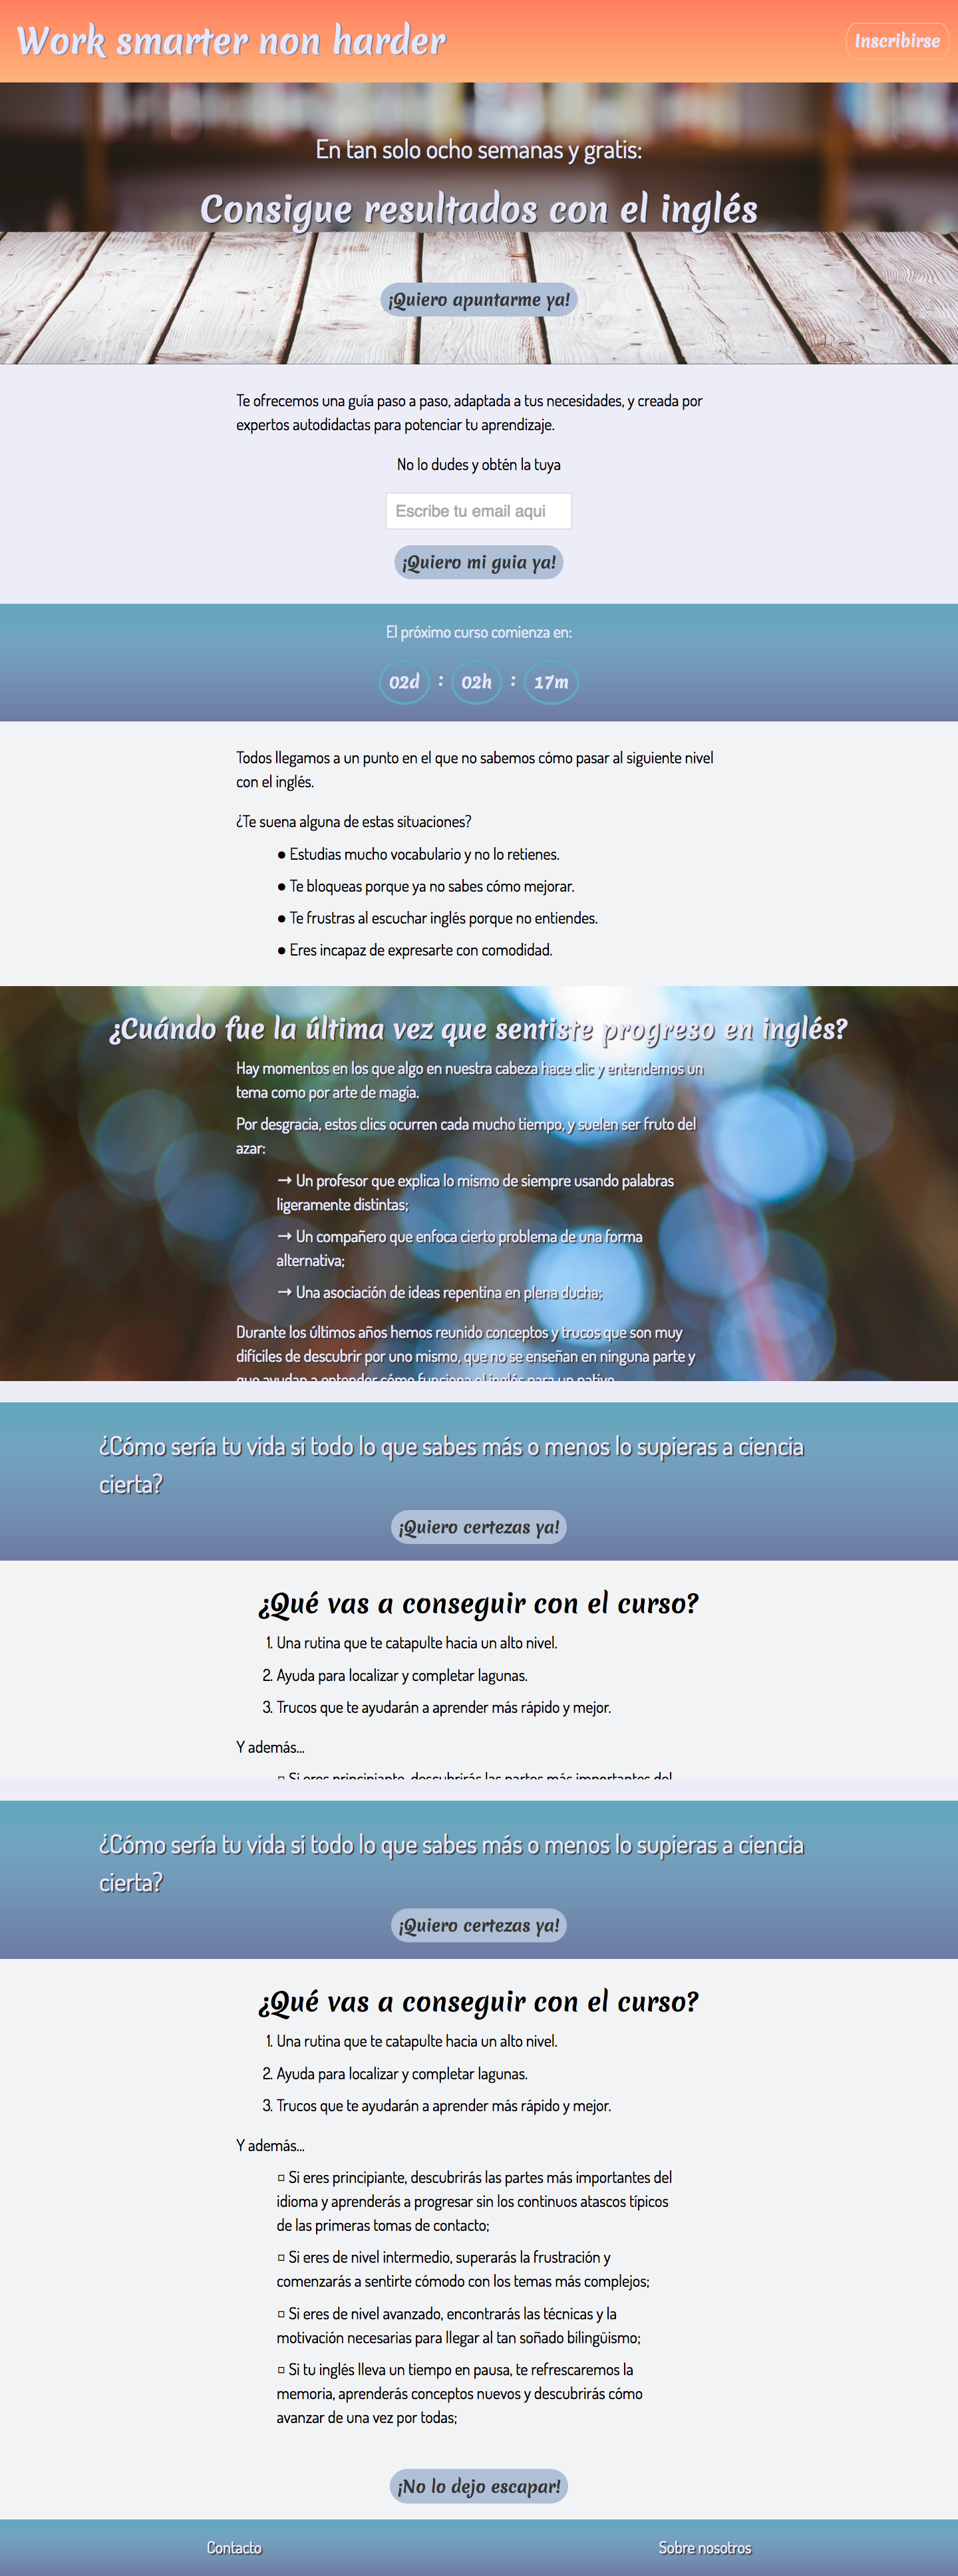 Work smarter non harder
Inscribirse
En tan solo ocho semanas y gratis:
Consigue resultados con el inglés
¡Quiero apuntarme ya!
Te ofrecemos una guía paso a paso, adaptada a tus necesidades, y creada por
expertos autodidactas para potenciar tu aprendizaje.
No lo dudes y obtén la tuya
Escribe tu email aqui
¡Quiero mi guia ya!
El próximo curso comienza en:
02d : 02h : 17m
Todos llegamos a un punto en el que no sabemos cómo pasar al siguiente nivel
con el inglés.
¿Te suena alguna de estas situaciones?
● Estudias mucho vocabulario y no lo retienes.
● Te bloqueas porque ya no sabes cómo mejorar.
● Te frustras al escuchar inglés porque no entiendes.
● Eres incapaz de expresarte con comodidad.
¿Cuándo fue la última vez que sentiste progreso en inglés?
Hay momentos en los que algo en nuestra cabeza hace clic y entendemos un
tema como por arte de magia.
Por desgracia, estos clics ocurren cada mucho tiempo, y suelen ser fruto del
azar:
→ Un profesor que explica lo mismo de siempre usando palabras
ligeramente distintas;
→ Un compañero que enfoca cierto problema de una forma
alternativa;
→ Una asociación de ideas repentina en plena ducha;
Durante los últimos años hemos reunido conceptos y trucos que son muy
difíciles de descubrir por uno mismo, que no se enseñan en ninguna parte y
que ayudan a entender cómo funciona el inglés para un nativo.
¿Cómo sería tu vida si todo lo que sabes más o menos lo supieras a ciencia
cierta?
¡Quiero certezas ya!
¿Qué vas a conseguir con el curso?
1. Una rutina que te catapulte hacia un alto nivel.
2. Ayuda para localizar y completar lagunas.
3. Trucos que te ayudarán a aprender más rápido y mejor.
Y además...
▫ Si eres principiante, descubrirás las partes más importantes del
¿Cómo sería tu vida si todo lo que sabes más o menos lo supieras a ciencia
cierta?
¡Quiero certezas ya!
¿Qué vas a conseguir con el curso?
1. Una rutina que te catapulte hacia un alto nivel.
2. Ayuda para localizar y completar lagunas.
3. Trucos que te ayudarán a aprender más rápido y mejor.
Y además...
▫ Si eres principiante, descubrirás las partes más importantes del
idioma y aprenderás a progresar sin los continuos atascos típicos
de las primeras tomas de contacto;
▫ Si eres de nivel intermedio, superarás la frustración y
comenzarás a sentirte cómodo con los temas más complejos;
▫ Si eres de nivel avanzado, encontrarás las técnicas y la
motivación necesarias para llegar al tan soñado bilingüismo;
▫ Si tu inglés lleva un tiempo en pausa, te refrescaremos la
memoria, aprenderás conceptos nuevos y descubrirás cómo
avanzar de una vez por todas;
¡No lo dejo escapar!
Contacto
Sobre nosotros